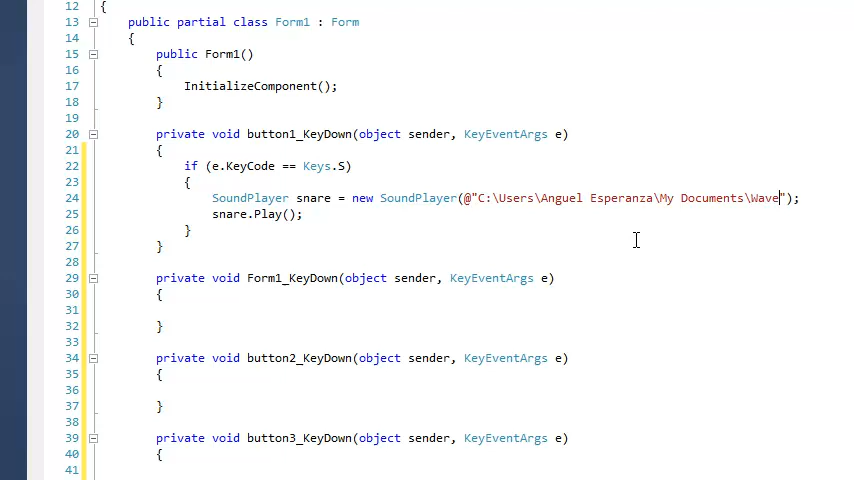 12 {
13 public partial class Form1 : Form
14 {
15 public Form1()
16 {
17 InitializeComponent();
18 }
19
20 private void button1_KeyDown(object sender, KeyEventArgs e)
21 {
22 if (e.KeyCode == Keys.S)
23 {
24 SoundPlayer snare = new SoundPlayer(@"C:\Users\Anguel Esperanza\My Documents\Wave");
25 snare.Play();
26 }
27 }
28
29 private void Form1_KeyDown(object sender, KeyEventArgs e)
30 {
31
32 }
33
34 private void button2_KeyDown(object sender, KeyEventArgs e)
35 {
36
37 }
38
39 private void button3_KeyDown(object sender, KeyEventArgs e)
40 {
41